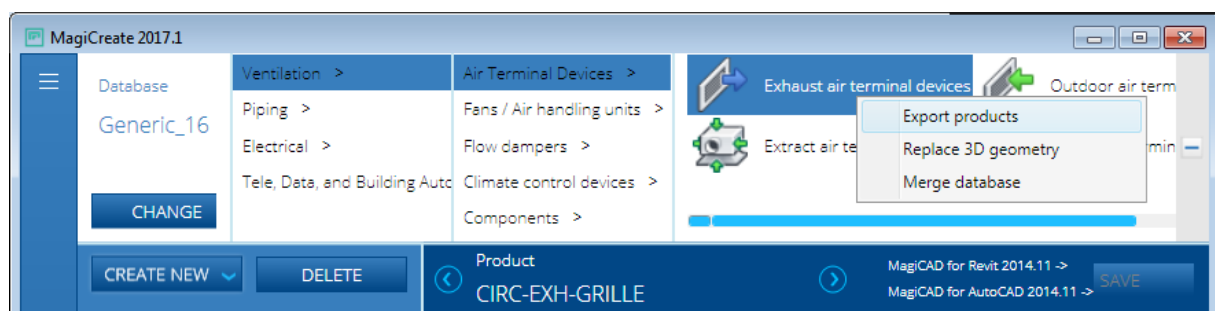 MagiCreate 2017.1
Database
Generic_16
CHANGE
Ventilation >
Piping >
Electrical >
Tele, Data, and Building Auto
Air Terminal Devices >
Fans / Air handling units >
Flow dampers >
Climate control devices >
Components >
Exhaust air terminal devices
Outdoor air term
Extract air te
min
Export products
Replace 3D geometry
Merge database
CREATE NEW
DELETE
Product
CIRC-EXH-GRILLE
MagiCAD for Revit 2014.11 ->
MagiCAD for AutoCAD 2014.11 ->
SAVE